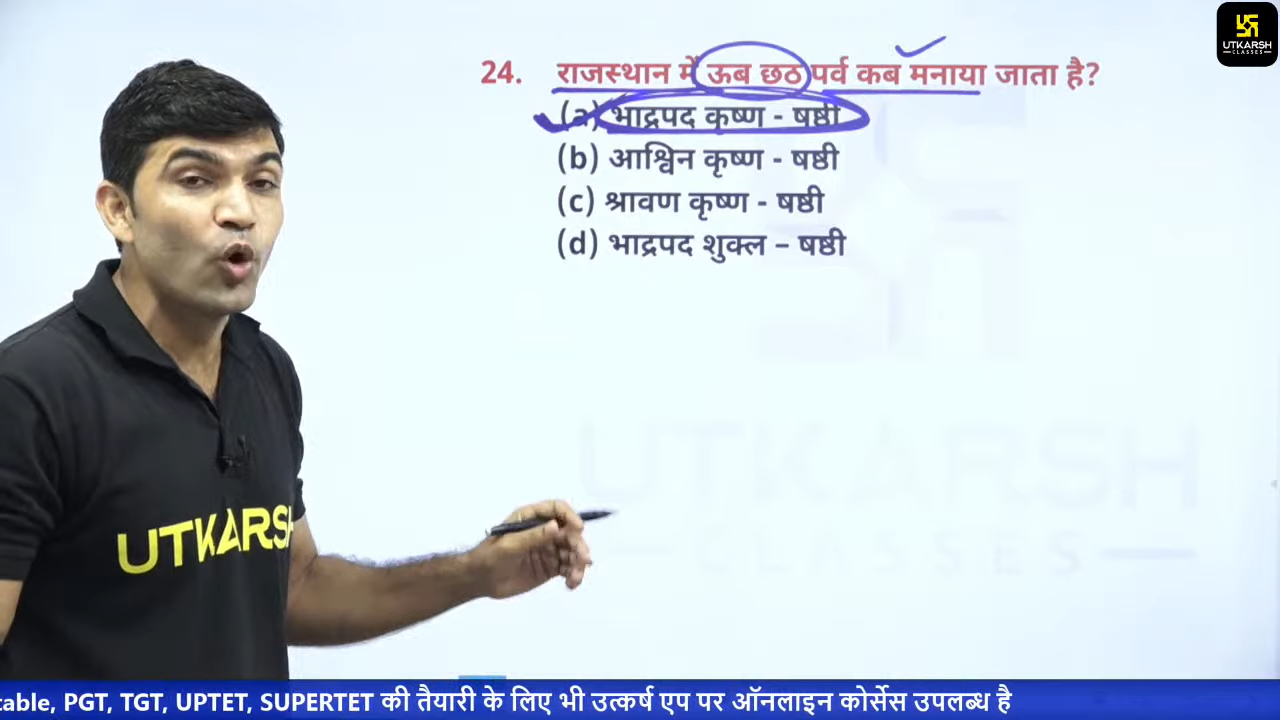 UTKARSH
CLASSES
24. राजस्थान में ऊब छठ पर्व कब मनाया जाता है?
(a) भाद्रपद कृष्ण - षष्ठी
(b) आश्विन कृष्ण - षष्ठी
(c) श्रावण कृष्ण - षष्ठी
(d) भाद्रपद शुक्ल – षष्ठी
UTKARSH
CLASSES
UTKARSH
table, PGT, TGT, UPTET, SUPERTET की तैयारी के लिए भी उत्कर्ष एप पर ऑनलाइन कोर्सेस उपलब्ध है